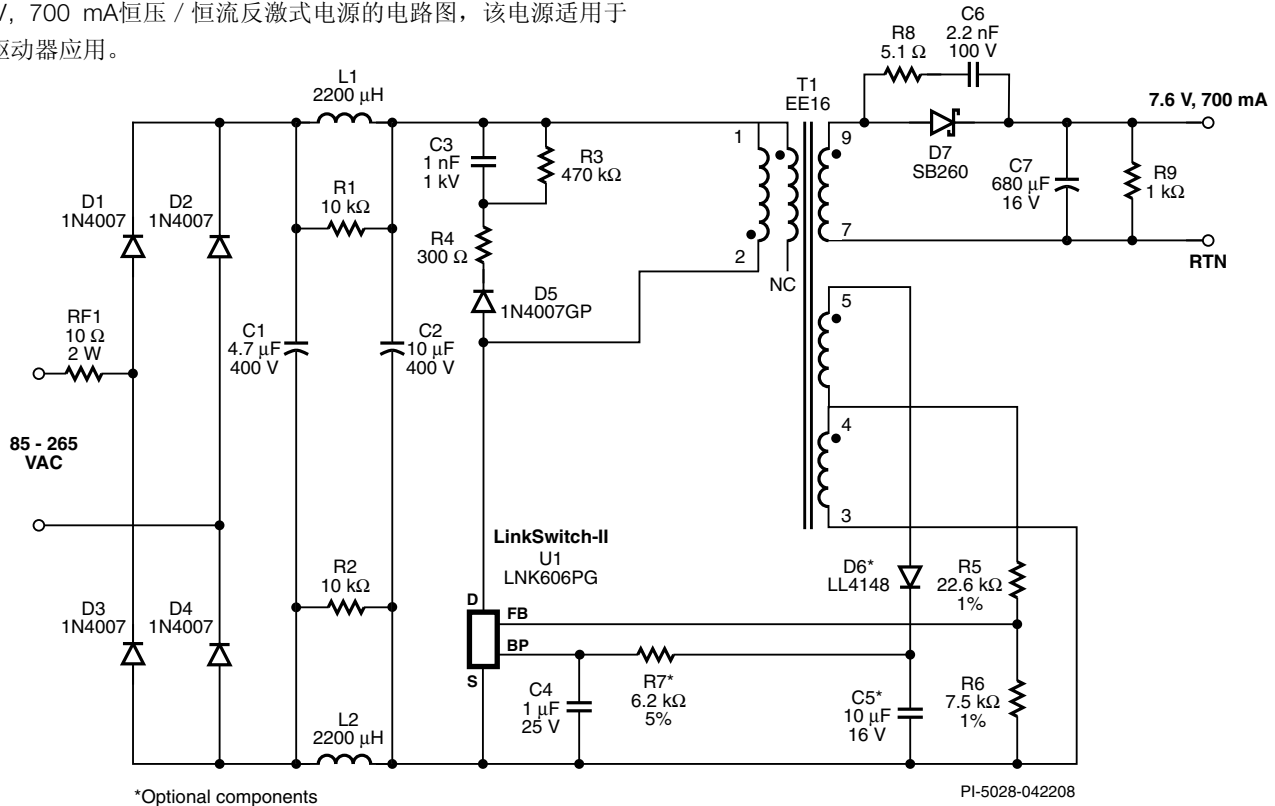 V, 700 mA恒压 / 恒流反激式电源的电路图，该电源适用于
驱动器应用。
C6
2.2 nF
100 V
R8
5.1 Ω
L1
2200 μH
T1
EE16
7.6 V, 700 mA
1
9
C3
1 nF
1 kV
R3
470 kΩ
D7
SB260
C7
680 μF
16 V
R9
1 kΩ
D1
1N4007
D2
1N4007
R1
10 kΩ
R4
300 Ω
2
7
NC
RTN
D5
1N4007GP
5
RF1
10 Ω
2 W
C1
4.7 μF
400 V
C2
10 μF
400 V
4
85 - 265
VAC
3
LinkSwitch-II
U1
LNK606PG
R2
10 kΩ
D6*
LL4148
R5
22.6 kΩ
1%
D3
1N4007
D4
1N4007
D
FB
BP
S
R7*
6.2 kΩ
5%
C4
1 μF
25 V
C5*
10 μF
16 V
R6
7.5 kΩ
1%
L2
2200 μH
*Optional components
PI-5028-042208